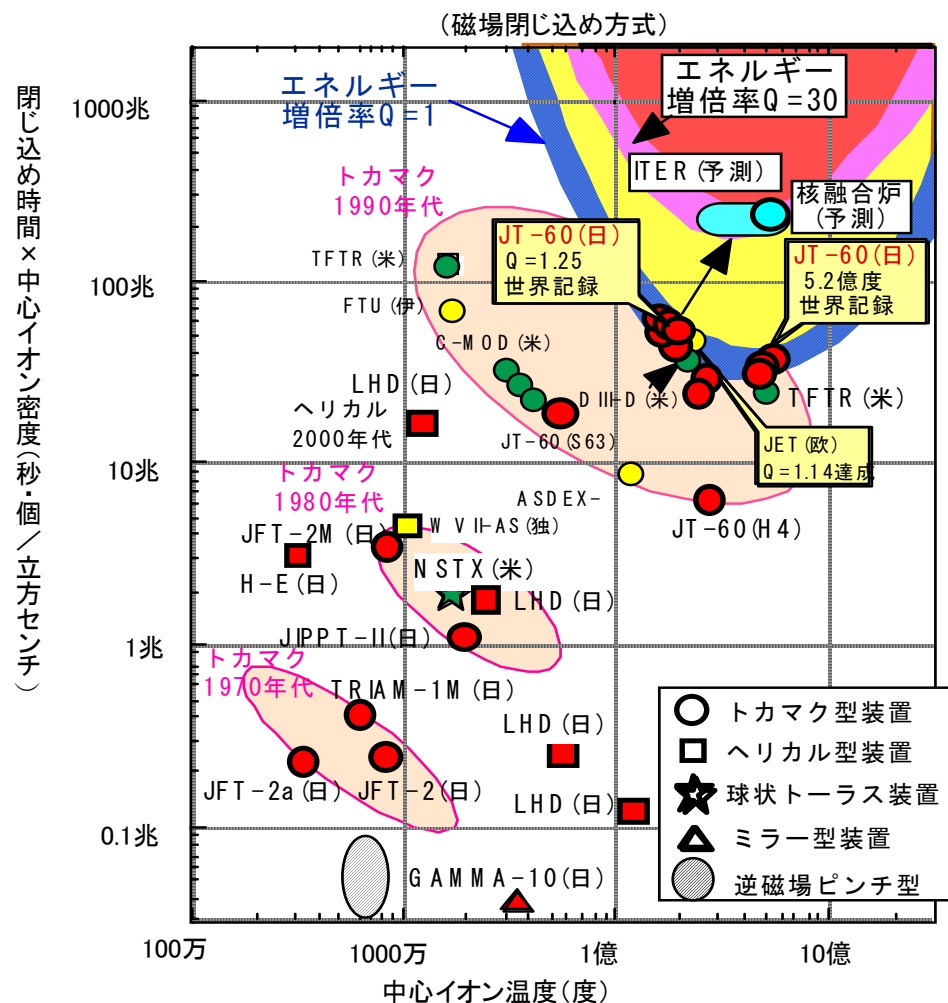 (磁場閉じ込め方式)
閉じ込め時間×中心イオン密度(秒・個／立方センチ)
1000兆
100兆
10兆
1兆
0.1兆
エネルギー
増倍率Q=1
エネルギー
増倍率Q=30
ITER(予測)
核融合炉
(予測)
トカマク
1990年代
JT-60(日)
Q=1.25
世界記録
JT-60(日)
5.2億度
世界記録
TFTR(米)
FTU(伊)
C-MOD(米)
LHD(日)
ヘリカル
2000年代
DIII-D(米)
TFTR(米)
JT-60(S63)
JET(欧)
Q=1.14達成
トカマク
1980年代
ASDEX-
JT-60(H4)
WVII-AS(独)
JFT-2M(日)
H-E(日)
NSTX(米)
LHD(日)
JIPPT-II(日)
トカマク
1970年代
TRIAM-1M(日)
LHD(日)
JFT-2a(日)
JFT-2(日)
LHD(日)
GAMMA-10(日)
トカマク型装置
ヘリカル型装置
球状トーラス装置
ミラー型装置
逆磁場ピンチ型
100万
1000万
1億
10億
中心イオン温度(度)